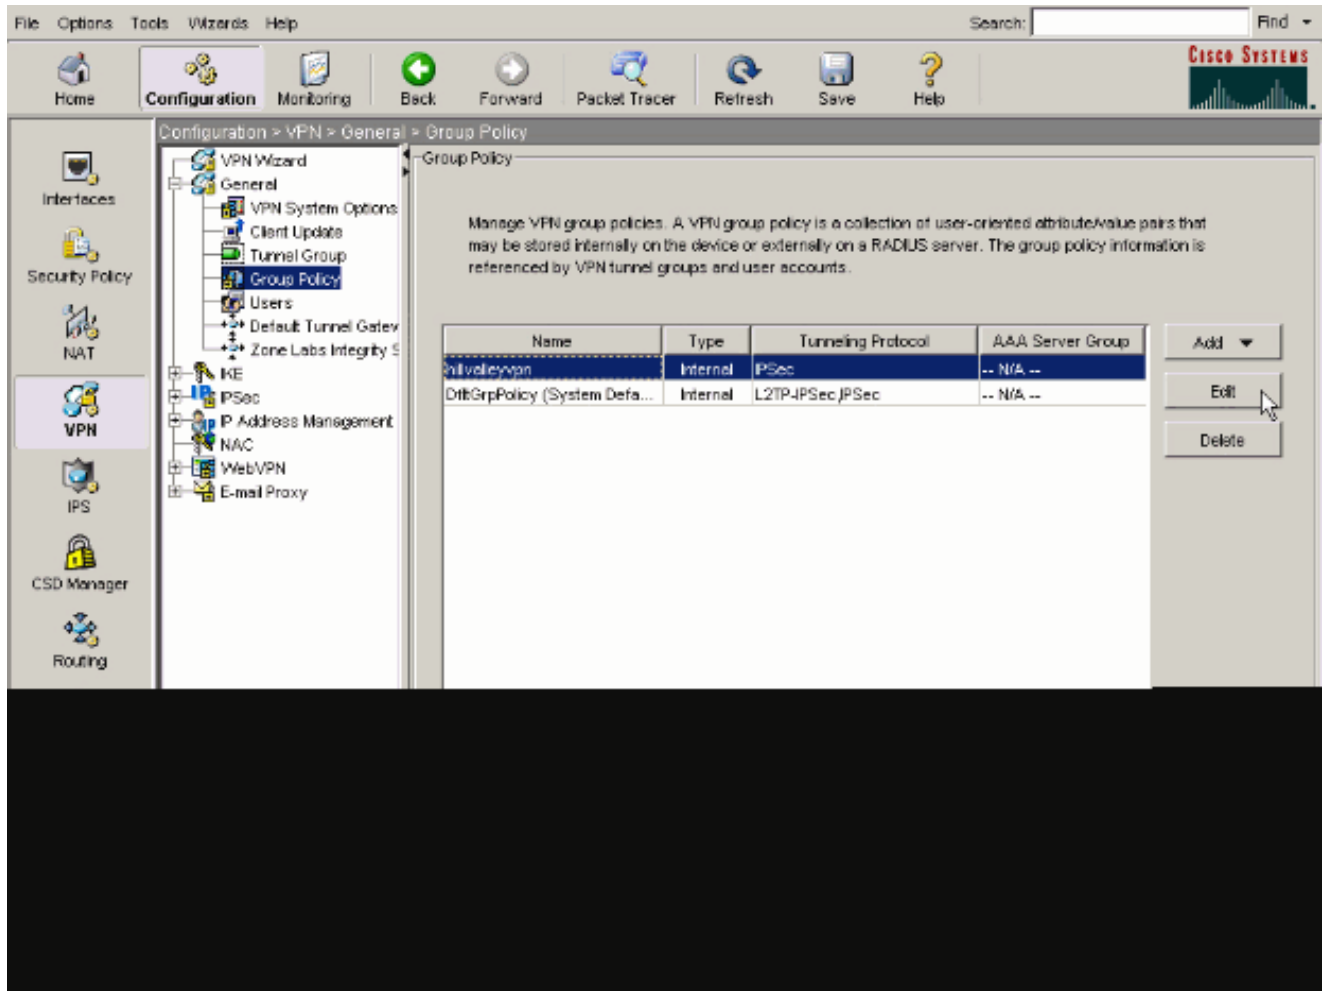 File Options Tools Wizards Help Search: Find
Home Configuration Monitoring Back Forward Packet Tracer Refresh Save Help
CISCO SYSTEMS
Configuration > VPN > General > Group Policy
Interfaces
Security Policy
NAT
VPN
IPS
CSD Manager
Routing
VPN Wizard
General
VPN System Options
Client Update
Tunnel Group
Group Policy
Users
Default Tunnel Gatew
Zone Labs Integrity S
IKE
IPSec
IP Address Management
NAC
WebVPN
E-mail Proxy
Group Policy
Manage VPN group policies. A VPN group policy is a collection of user-oriented attribute/value pairs that
may be stored internally on the device or externally on a RADIUS server. The group policy information is
referenced by VPN tunnel groups and user accounts.
Name Type Tunneling Protocol AAA Server Group
hillvalleyvpn Internal IPSec -- N/A --
DfltGrpPolicy (System Defa... Internal L2TP-IPSec,IPSec -- N/A --
Add
Edit
Delete